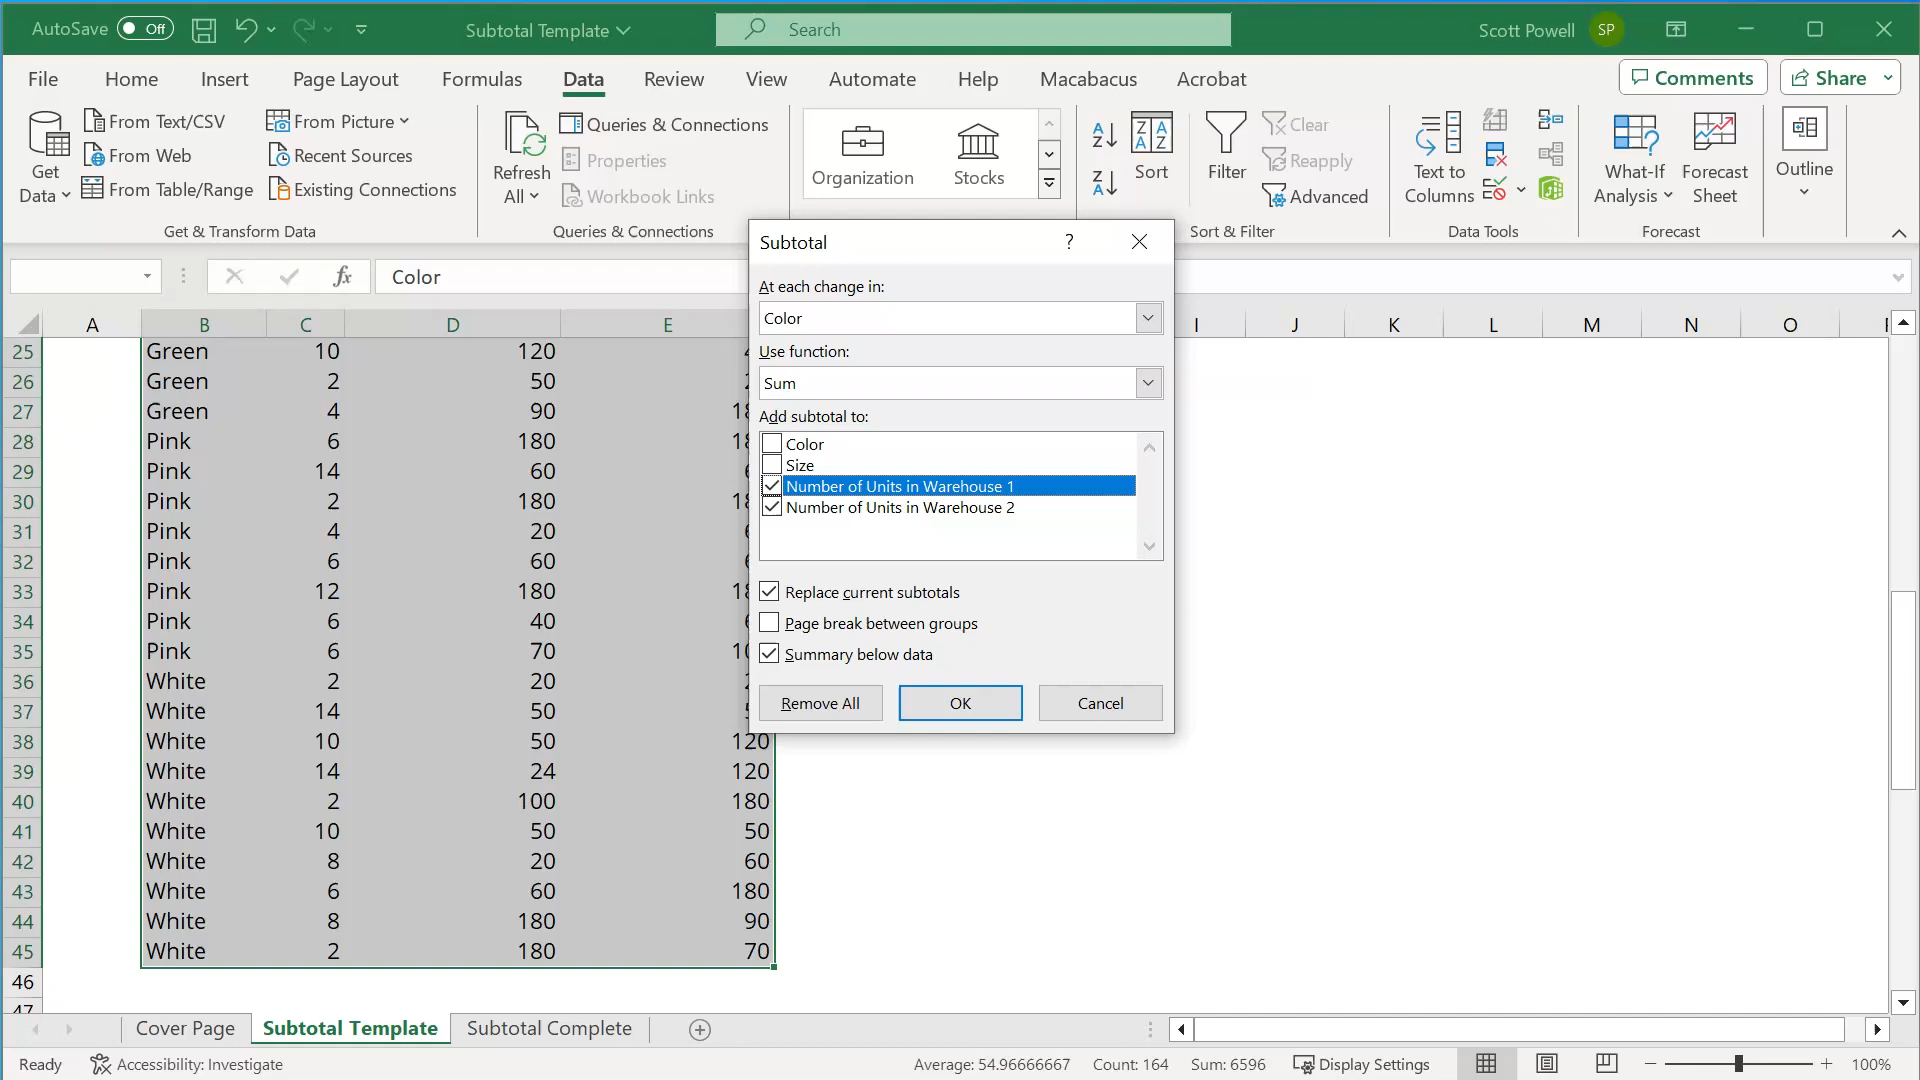 AutoSave Off Subtotal Template Search Scott Powell SP
File Home Insert Page Layout Formulas Data Review View Automate Help Macabacus Acrobat Comments Share
Get Data
From Text/CSV
From Web
From Table/Range
From Picture
Recent Sources
Existing Connections
Get & Transform Data
Refresh All
Queries & Connections
Properties
Workbook Links
Queries & Connections
Organization Stocks
Sort
Filter
Clear
Reapply
Advanced
Sort & Filter
Text to Columns
Data Tools
What-If Analysis
Forecast Sheet
Forecast
Outline
fx Color
A B C D E I J K L M N O
25 Green 10 120
26 Green 2 50
27 Green 4 90
28 Pink 6 180
29 Pink 14 60
30 Pink 2 180
31 Pink 4 20
32 Pink 6 60
33 Pink 12 180
34 Pink 6 40
35 Pink 6 70
36 White 2 20
37 White 14 50
38 White 10 50 120
39 White 14 24 120
40 White 2 100 180
41 White 10 50 50
42 White 8 20 60
43 White 6 60 180
44 White 8 180 90
45 White 2 180 70
46
47
Subtotal ?
At each change in:
Color
Use function:
Sum
Add subtotal to:
Color
Size
Number of Units in Warehouse 1
Number of Units in Warehouse 2
Replace current subtotals
Page break between groups
Summary below data
Remove All OK Cancel
Cover Page Subtotal Template Subtotal Complete
Ready Accessibility: Investigate Average: 54.96666667 Count: 164 Sum: 6596 Display Settings 100%